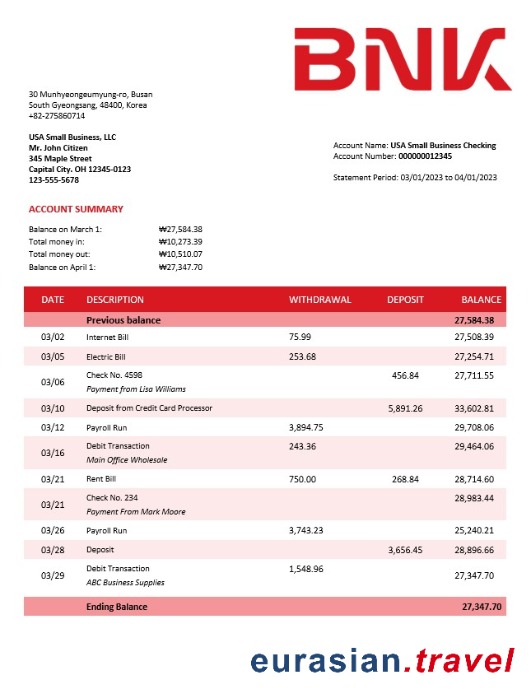 BNK
30 Munhyeongeumyung-ro, Busan
South Gyeongsang, 48400, Korea
+82-275860714
USA Small Business, LLC
Mr. John Citizen
345 Maple Street
Capital City. OH 12345-0123
123-555-5678
Account Name: USA Small Business Checking
Account Number: 000000012345
Statement Period: 03/01/2023 to 04/01/2023
ACCOUNT SUMMARY
Balance on March 1: ₩27,584.38
Total money in: ₩10,273.39
Total money out: ₩10,510.07
Balance on April 1: ₩27,347.70
DATE DESCRIPTION WITHDRAWAL DEPOSIT BALANCE
Previous balance 27,584.38
03/02 Internet Bill 75.99 27,508.39
03/05 Electric Bill 253.68 27,254.71
03/06 Check No. 4598 456.84 27,711.55
Payment from Lisa Williams
03/10 Deposit from Credit Card Processor 5,891.26 33,602.81
03/12 Payroll Run 3,894.75 29,708.06
03/16 Debit Transaction 243.36 29,464.06
Main Office Wholesale
03/21 Rent Bill 750.00 268.84 28,714.60
03/21 Check No. 234 28,983.44
Payment From Mark Moore
03/26 Payroll Run 3,743.23 25,240.21
03/28 Deposit 3,656.45 28,896.66
03/29 Debit Transaction 1,548.96 27,347.70
ABC Business Supplies
Ending Balance 27,347.70
eurasian.travel